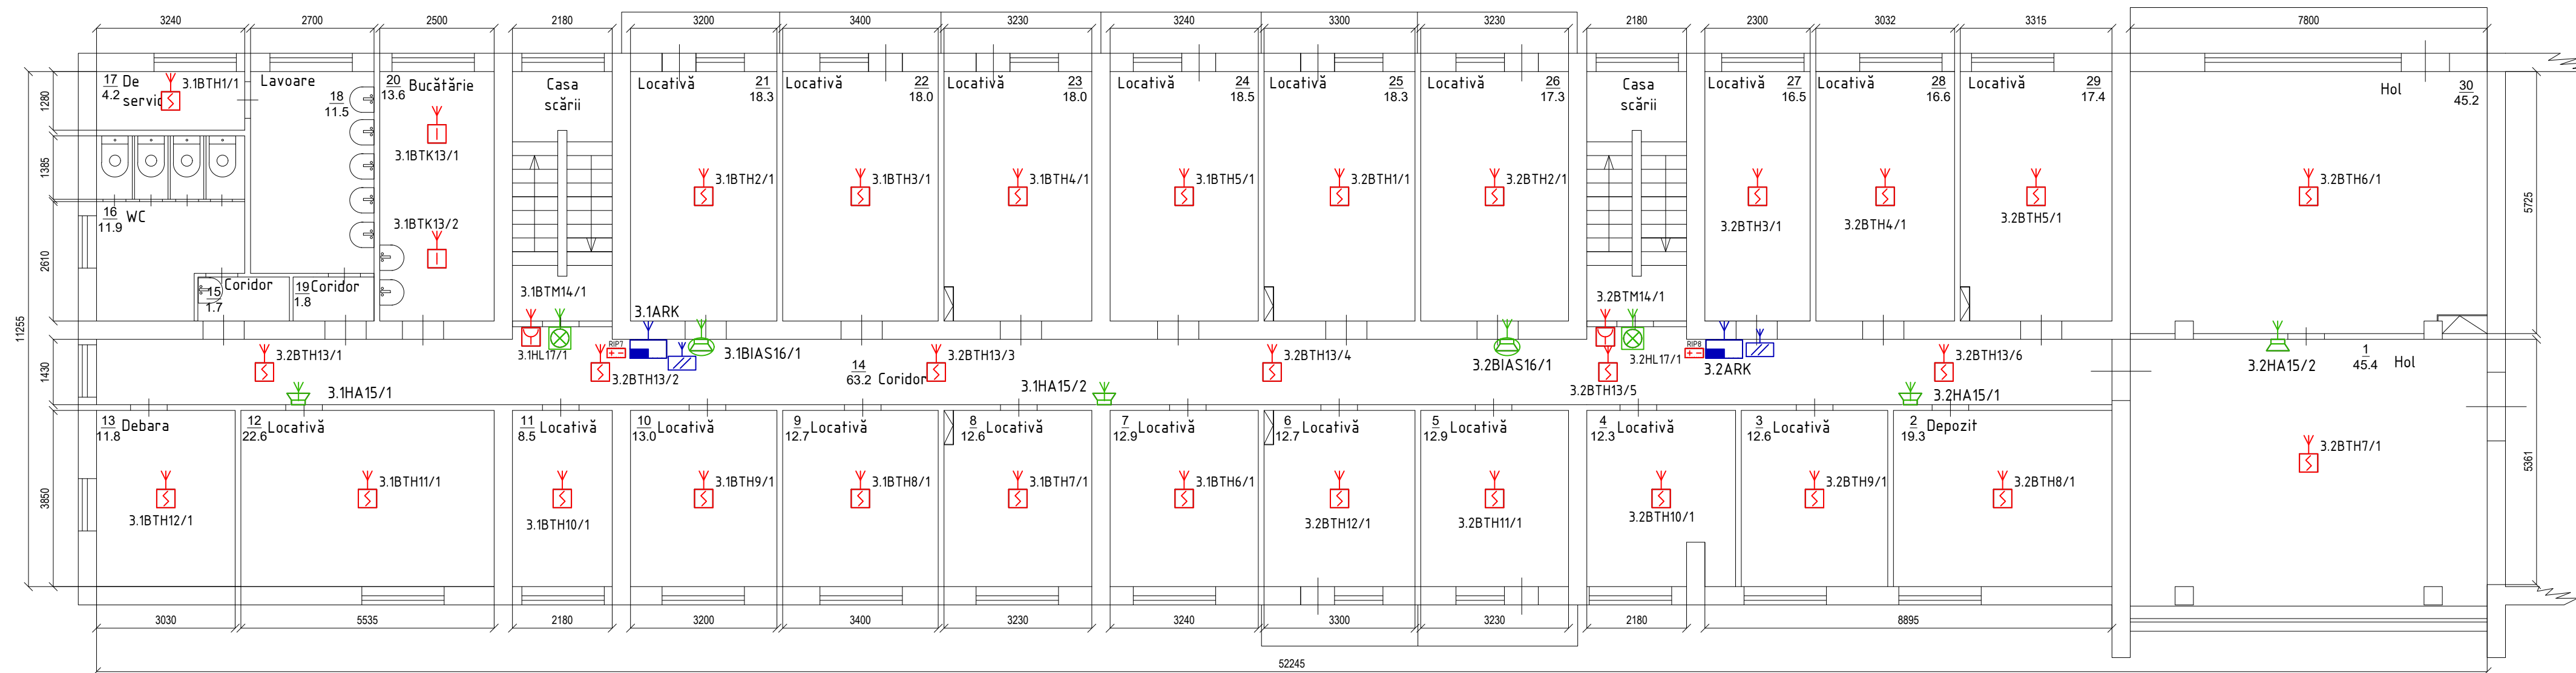 3240 2700 2500 2180 3200 3400 3230 3240 3300 3230 2180 2300 3032 3315 7800
17 De
4.2 servic
3.1BTH1/1
Lavoare
18
11.5
20 Bucătărie
13.6
Casa
scării
Locativă 21
18.3
Locativă 22
18.0
Locativă 23
18.0
Locativă 24
18.5
Locativă 25
18.3
Locativă 26
17.3
Casa
scării
Locativă 27
16.5
Locativă 28
16.6
Locativă 29
17.4
Hol 30
45.2
1280
1385
2610
11255
1430
3850
5725
5361
3.1BTK13/1
3.1BTK13/2
3.1BTH2/1
3.1BTH3/1
3.1BTH4/1
3.1BTH5/1
3.2BTH1/1
3.2BTH2/1
3.2BTH3/1
3.2BTH4/1
3.2BTH5/1
3.2BTH6/1
16 WC
11.9
15 Coridor
1.7
19 Coridor
1.8
3.1BTM14/1
3.1HL17/1
RIP7
3.1ARK
3.1BIAS16/1
3.2BTM14/1
3.2HL17/1
RIP8
3.2ARK
3.2BIAS16/1
3.2BTH13/1
3.2BTH13/2
3.2BTH13/3
3.2BTH13/4
3.2BTH13/5
3.2BTH13/6
14
63.2 Coridor
3.1HA15/1
3.1HA15/2
3.2HA15/1
3.2HA15/2
1
45.4 Hol
13 Debara
11.8
12 Locativă
22.6
11 Locativă
8.5
10 Locativă
13.0
9 Locativă
12.7
8 Locativă
12.6
7 Locativă
12.9
6 Locativă
12.7
5 Locativă
12.9
4 Locativă
12.3
3 Locativă
12.6
2 Depozit
19.3
3.1BTH12/1
3.1BTH11/1
3.1BTH10/1
3.1BTH9/1
3.1BTH8/1
3.1BTH7/1
3.1BTH6/1
3.2BTH12/1
3.2BTH11/1
3.2BTH10/1
3.2BTH9/1
3.2BTH8/1
3.2BTH7/1
3030 5535 2180 3200 3400 3230 3240 3300 3230 2180 8895
52245